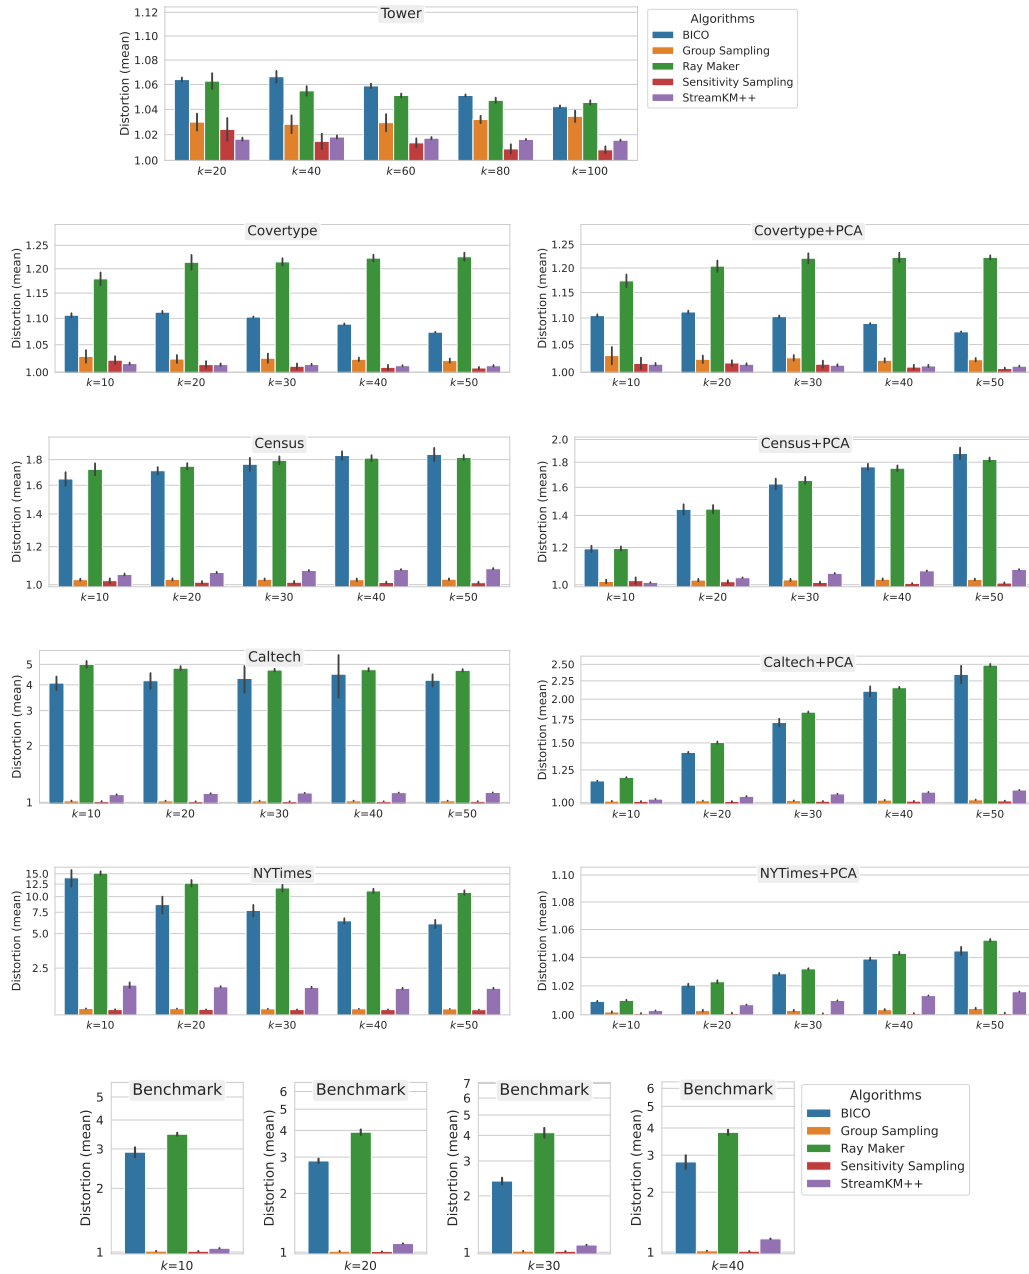 Tower
Distortion (mean)
1.12
1.10
1.08
1.06
1.04
1.02
1.00
k=20 k=40 k=60 k=80 k=100
Algorithms
BICO
Group Sampling
Ray Maker
Sensitivity Sampling
StreamKM++
Covertype
Distortion (mean)
1.25
1.20
1.15
1.10
1.05
1.00
k=10 k=20 k=30 k=40 k=50
Covertype+PCA
Distortion (mean)
1.25
1.20
1.15
1.10
1.05
1.00
k=10 k=20 k=30 k=40 k=50
Census
Distortion (mean)
1.8
1.6
1.4
1.2
1.0
k=10 k=20 k=30 k=40 k=50
Census+PCA
Distortion (mean)
2.0
1.8
1.6
1.4
1.2
1.0
k=10 k=20 k=30 k=40 k=50
Caltech
Distortion (mean)
5
4
3
2
1
k=10 k=20 k=30 k=40 k=50
Caltech+PCA
Distortion (mean)
2.50
2.25
2.00
1.75
1.50
1.25
1.00
k=10 k=20 k=30 k=40 k=50
NYTimes
Distortion (mean)
15.0
12.5
10.0
7.5
5.0
2.5
k=10 k=20 k=30 k=40 k=50
NYTimes+PCA
Distortion (mean)
1.10
1.08
1.06
1.04
1.02
1.00
k=10 k=20 k=30 k=40 k=50
Benchmark
Distortion (mean)
5
4
3
2
1
k=10
Benchmark
Distortion (mean)
6
5
4
3
2
1
k=20
Benchmark
Distortion (mean)
7
6
5
4
3
2
1
k=30
Benchmark
Distortion (mean)
6
5
4
3
2
1
k=40
Algorithms
BICO
Group Sampling
Ray Maker
Sensitivity Sampling
StreamKM++